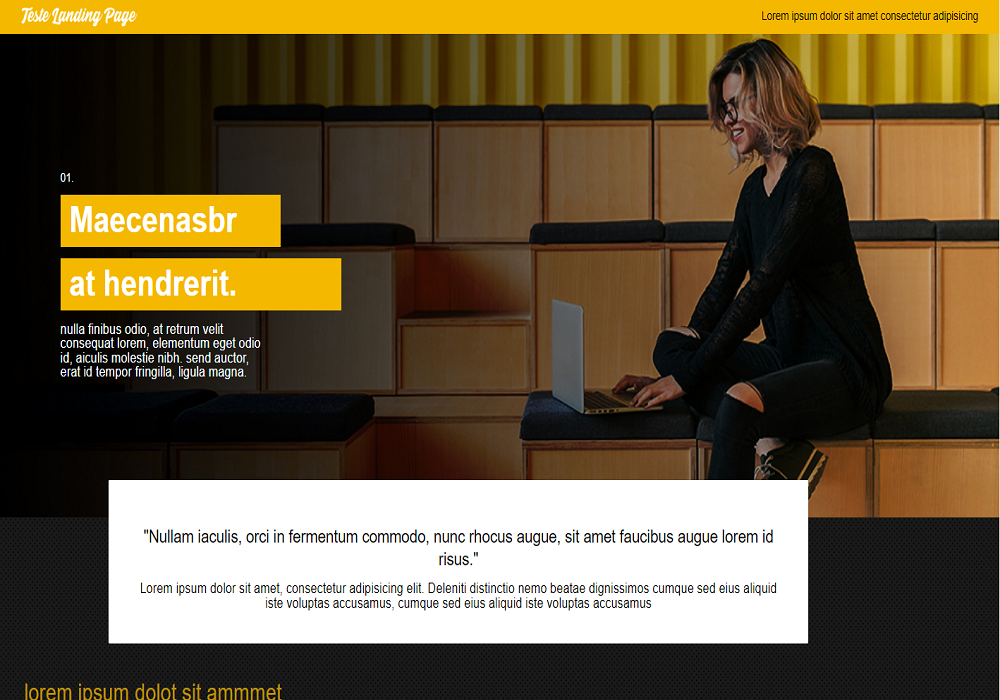 Teste Landing Page
Lorem ipsum dolor sit amet consectetur adipisicing
01.
Maecenasbr
at hendrerit.
nulla finibus odio, at retrum velit
consequat lorem, elementum eget odio
id, aiculis molestie nibh. send auctor,
erat id tempor fringilla, ligula magna.
"Nullam iaculis, orci in fermentum commodo, nunc rhocus augue, sit amet faucibus augue lorem id
risus."
Lorem ipsum dolor sit amet, consectetur adipisicing elit. Deleniti distinctio nemo beatae dignissimos cumque sed eius aliquid
iste voluptas accusamus, cumque sed eius aliquid iste voluptas accusamus
lorem ipsum dolot sit ammmet